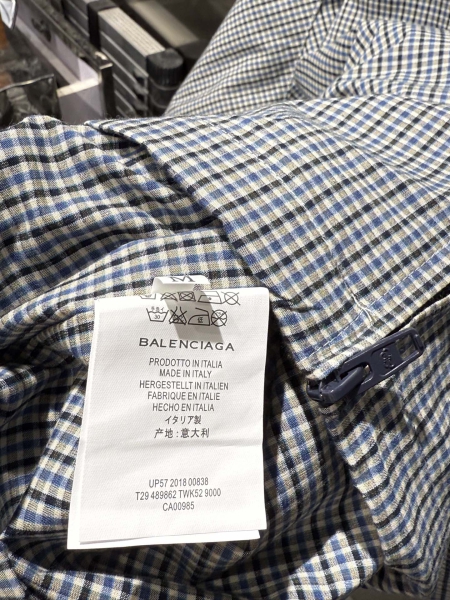 M
30
BALENCIAGA
PRODOTTO IN ITALIA
MADE IN ITALY
HERGESTELLT IN ITALIEN
FABRIQUE EN ITALIE
HECHO EN ITALIA
イタリア製
产地：意大利
UP57 2018 00838
T29 489862 TWK52 9000
CA00985